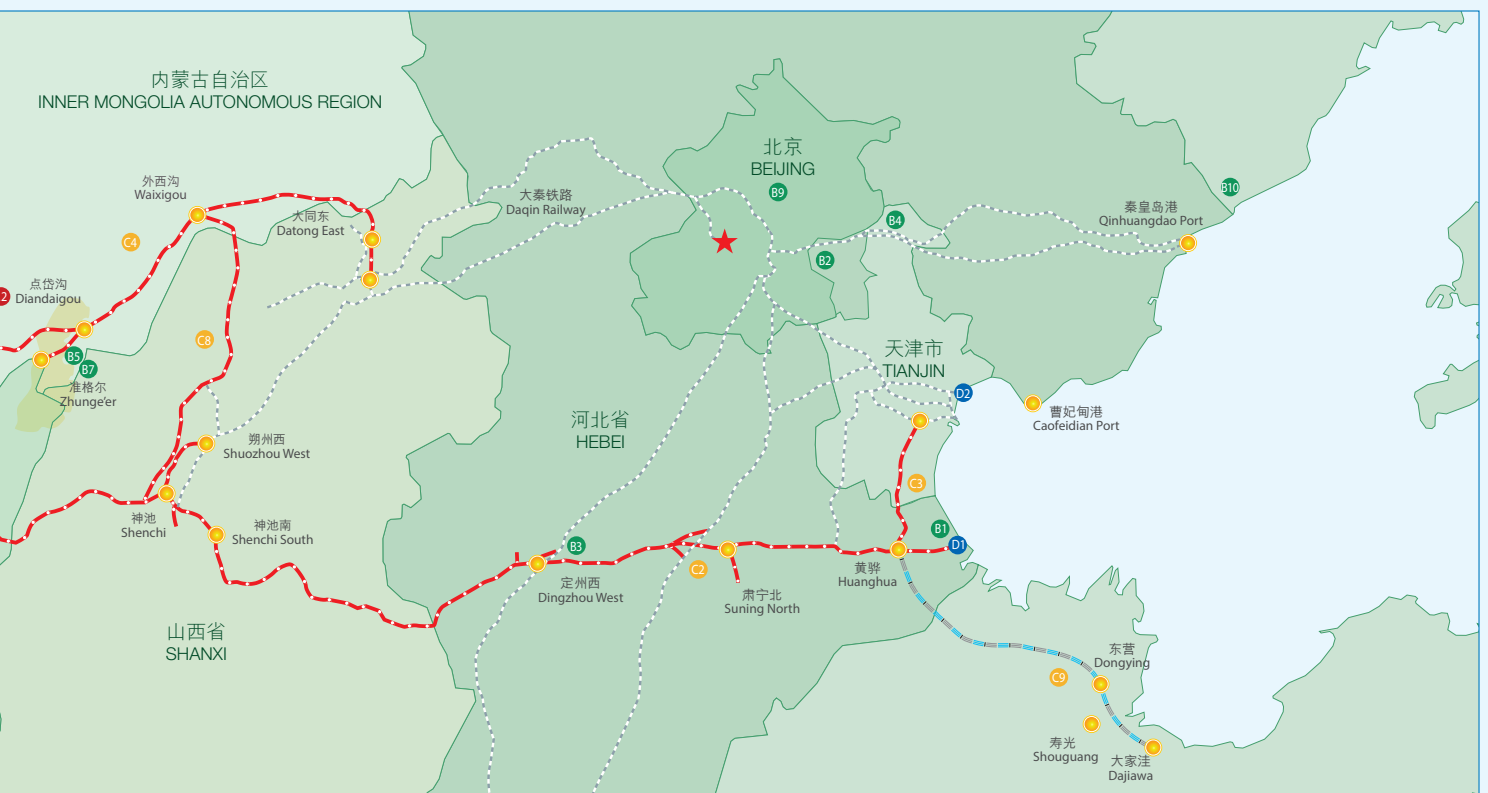 内蒙古自治区
INNER MONGOLIA AUTONOMOUS REGION
北京
BEIJING
B9
B10
外西沟
Waixigou
大同东
Datong East
大秦铁路
Daqin Railway
B4
秦皇岛港
Qinhuangdao Port
C4
B2
点岱沟
Diandaigou
2
C8
B5
B7
准格尔
Zhunge'er
天津市
TIANJIN
D2
曹妃甸港
Caofeidian Port
河北省
HEBEI
朔州西
Shuozhou West
C3
神池
Shenchi
神池南
Shenchi South
B1
D1
B3
C2
定州西
Dingzhou West
肃宁北
Suning North
黄骅
Huanghua
山西省
SHANXI
东营
Dongying
C9
寿光
Shouguang
大家洼
Dajiawa